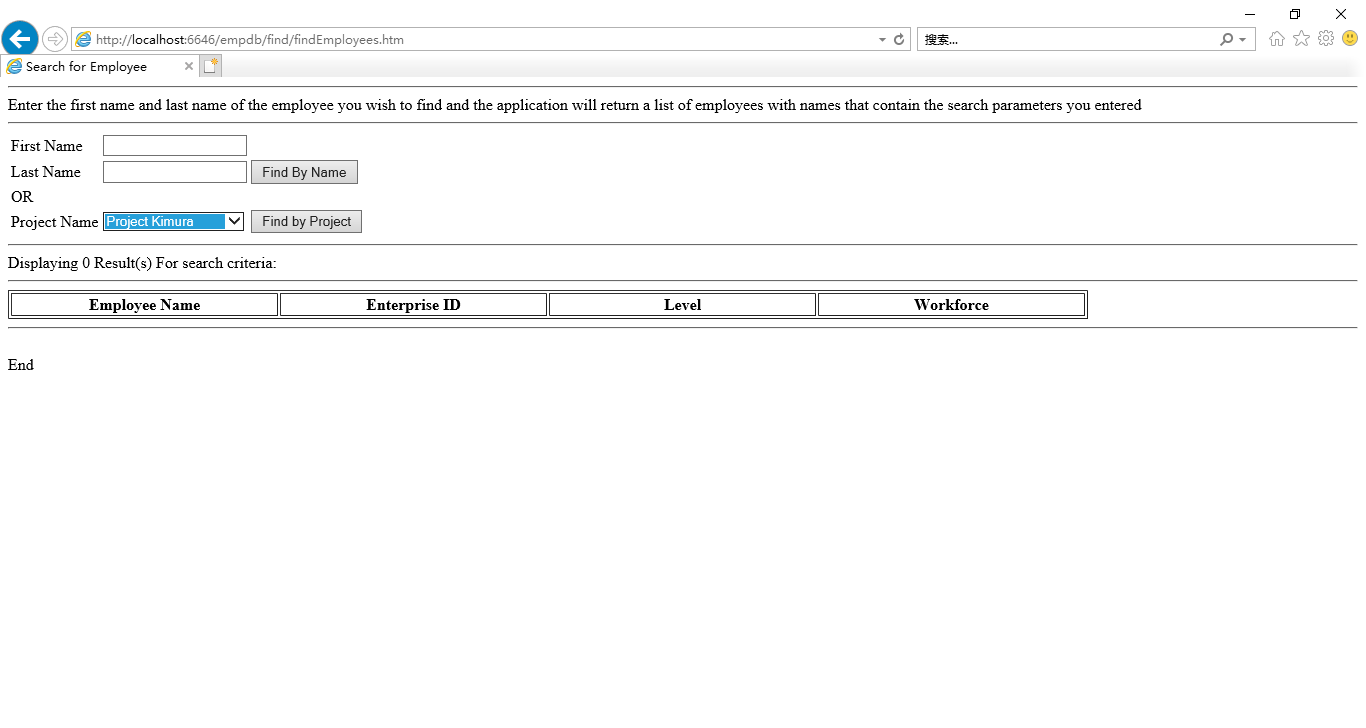 http://localhost:6646/empdb/find/findEmployees.htm
搜索...
Search for Employee
Enter the first name and last name of the employee you wish to find and the application will return a list of employees with names that contain the search parameters you entered
First Name
Last Name Find By Name
OR
Project Name Project Kimura Find by Project
Displaying 0 Result(s) For search criteria:
Employee Name Enterprise ID Level Workforce
End